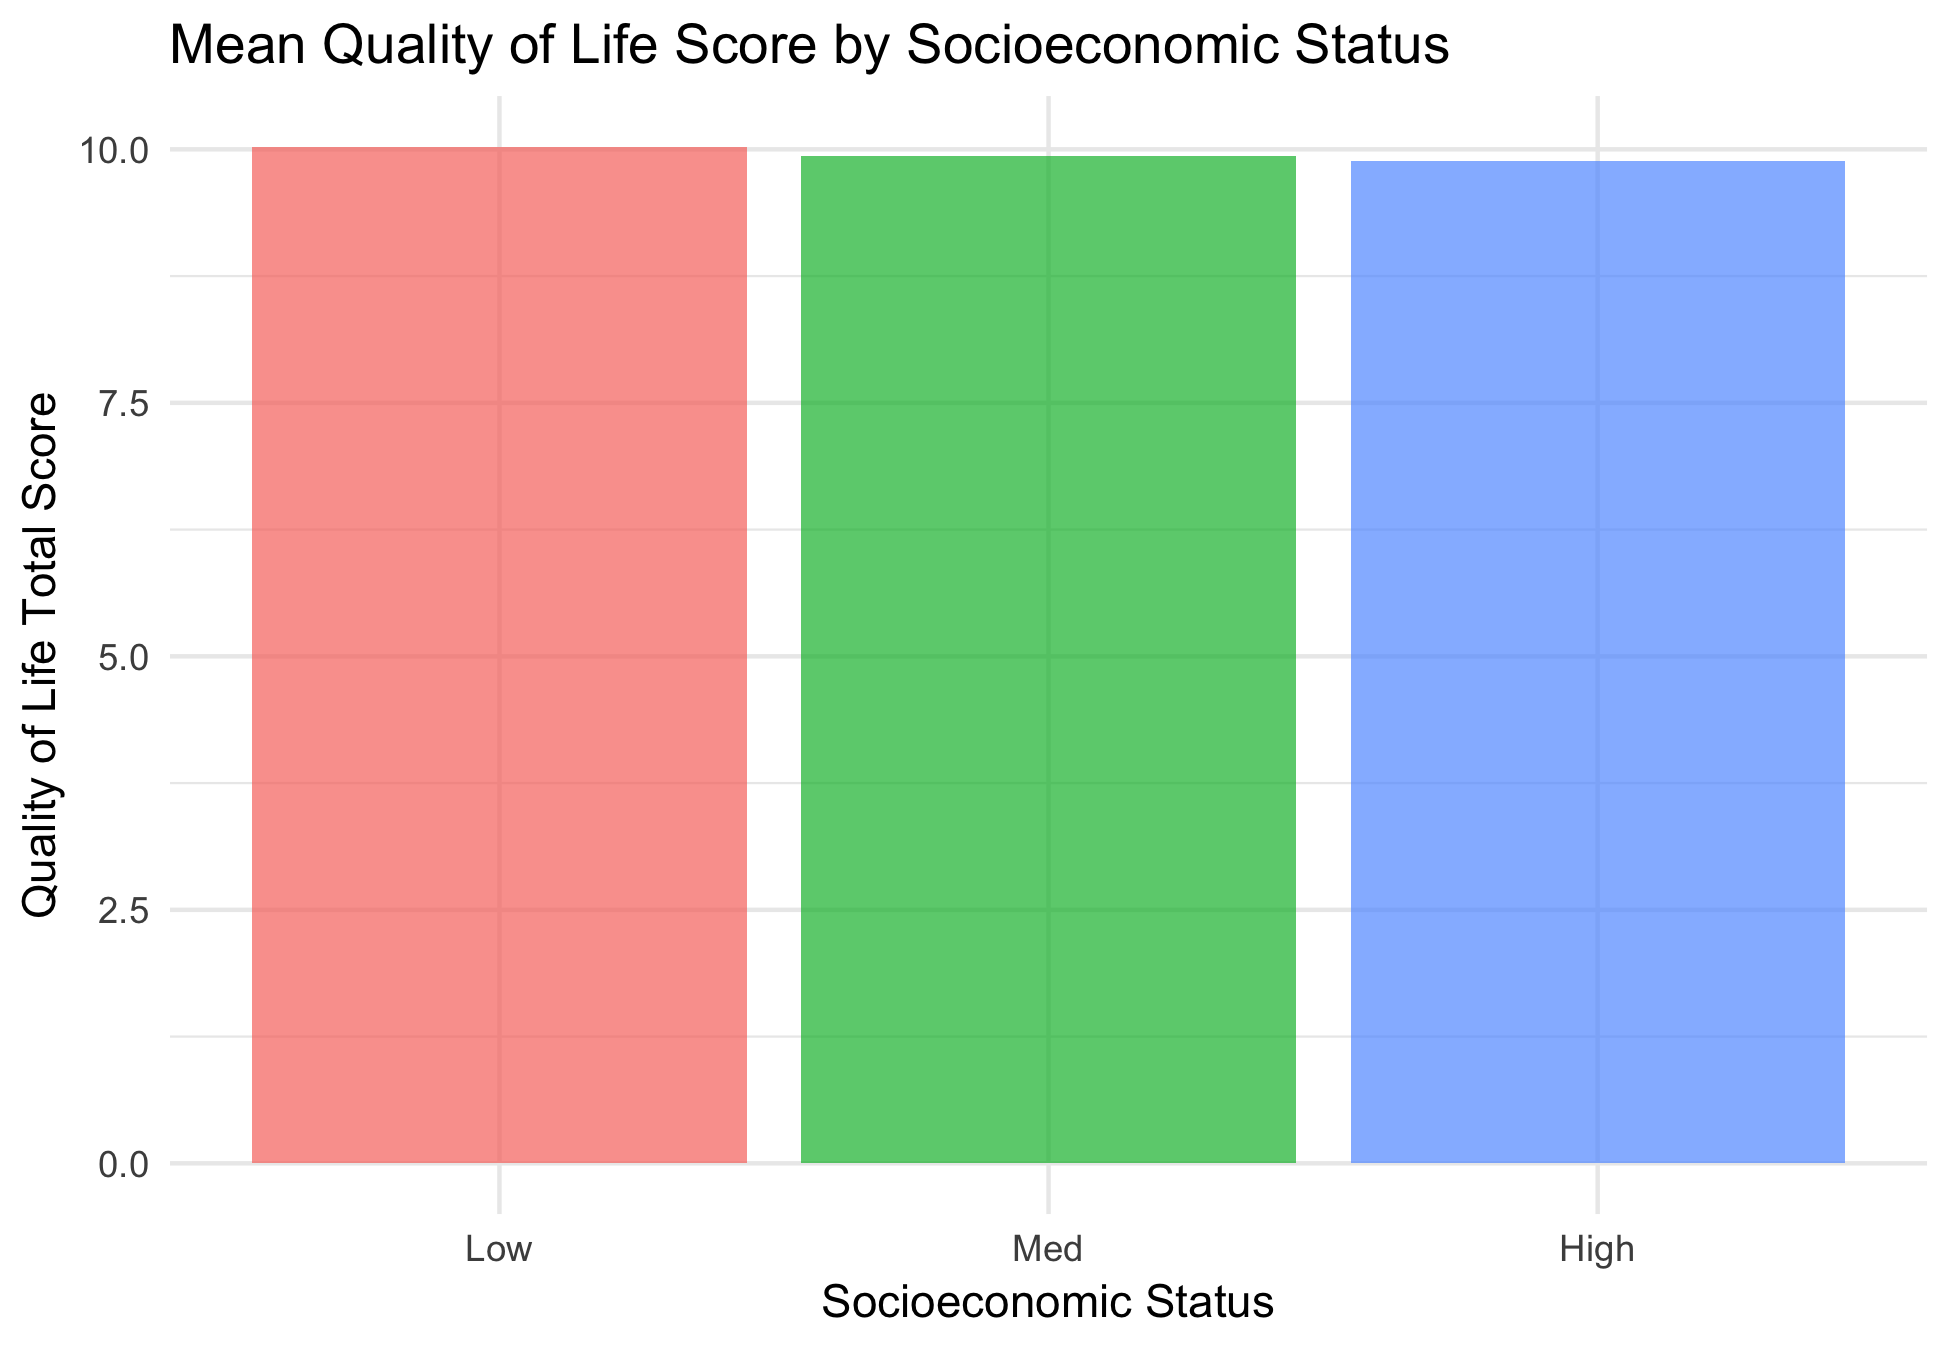 Mean Quality of Life Score by Socioeconomic Status
Quality of Life Total Score
10.0
7.5
5.0
2.5
0.0
Low
Med
High
Socioeconomic Status